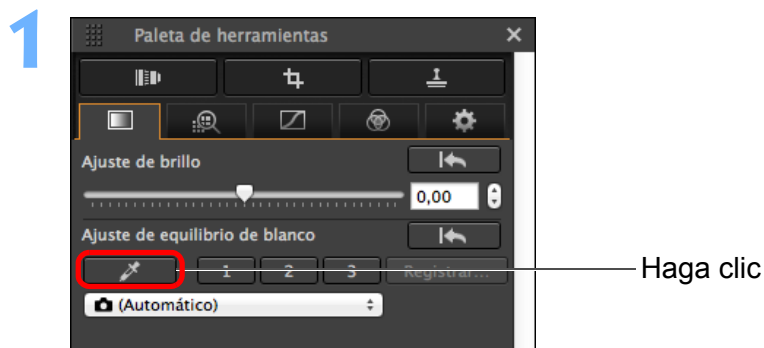 1
Paleta de herramientas
Ajuste de brillo
0,00
Ajuste de equilibrio de blanco
1 2 3 Registrar...
Haga clic
(Automático)